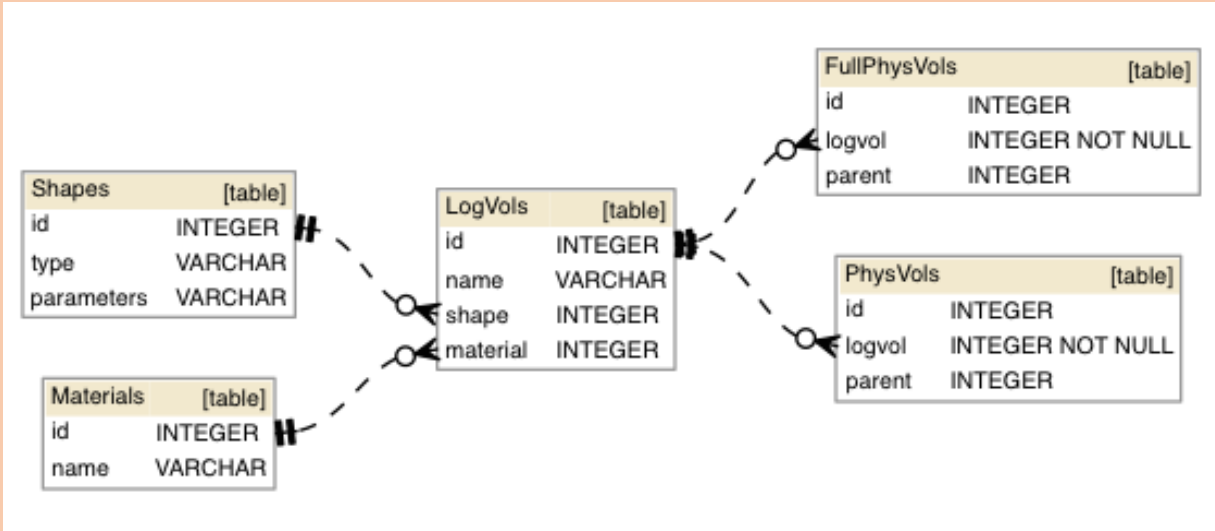 Shapes [table]
id INTEGER
type VARCHAR
parameters VARCHAR
Materials [table]
id INTEGER
name VARCHAR
LogVols [table]
id INTEGER
name VARCHAR
shape INTEGER
material INTEGER
FullPhysVols [table]
id INTEGER
logvol INTEGER NOT NULL
parent INTEGER
PhysVols [table]
id INTEGER
logvol INTEGER NOT NULL
parent INTEGER